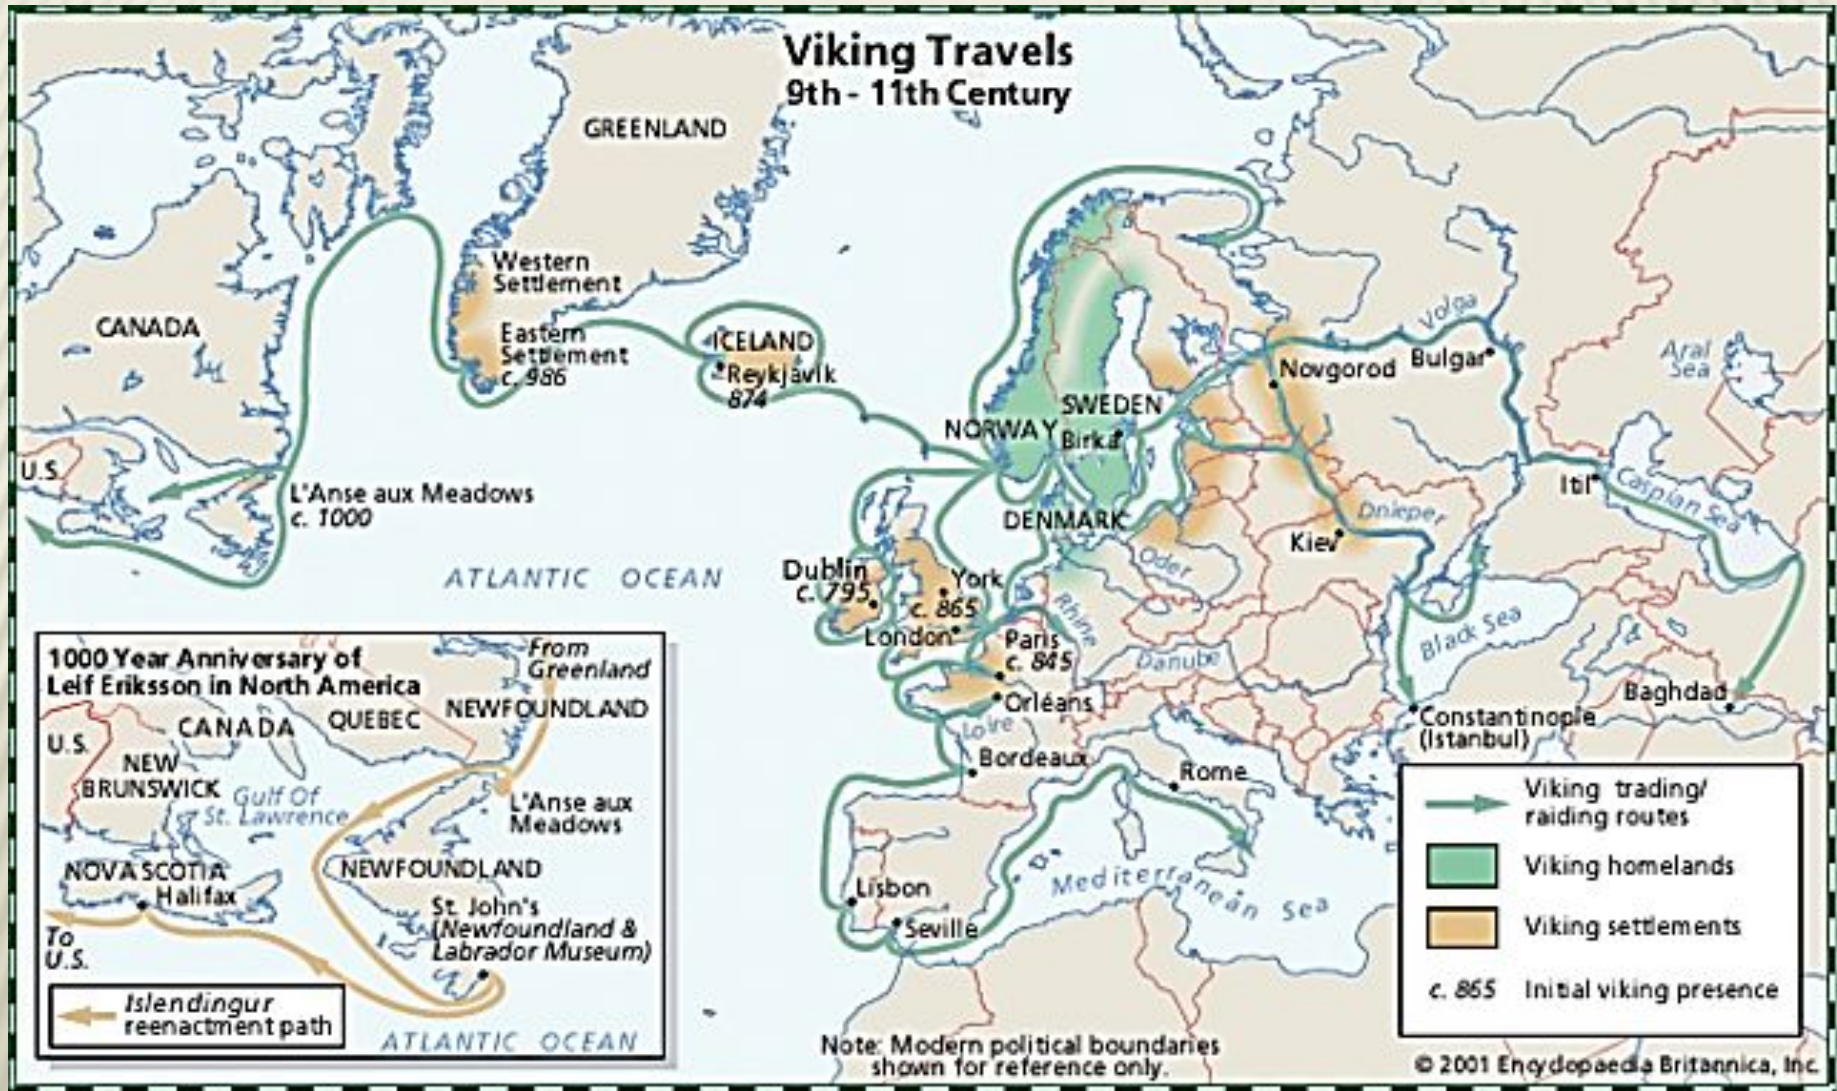 Viking Travels
9th - 11th Century
GREENLAND
Western
Settlement
Eastern
Settlement
c. 986
CANADA
ICELAND
Reykjavik
874
U.S.
L'Anse aux Meadows
c. 1000
ATLANTIC OCEAN
NORWAY
SWEDEN
Birka
DENMARK
Dublin
c. 795
York
c. 865
London
Paris
c. 845
Orléans
Loire
Bordeaux
Rhine
Oder
Danube
Novgorod
Volga
Bulgar
Aral
Sea
Itil
Caspian Sea
Dnieper
Kiev
Black Sea
Baghdad
Constantinople
(Istanbul)
Rome
Lisbon
Seville
Mediterranean Sea
1000 Year Anniversary of
Leif Eriksson in North America
From
Greenland
CANADA
QUEBEC
NEWFOUNDLAND
U.S.
NEW
BRUNSWICK
Gulf Of
St. Lawrence
L'Anse aux
Meadows
NOVA SCOTIA
Halifax
NEWFOUNDLAND
St. John's
(Newfoundland &
Labrador Museum)
To
U.S.
Islendingur
reenactment path
ATLANTIC OCEAN
Viking trading/
raiding routes
Viking homelands
Viking settlements
c. 865 Initial viking presence
Note: Modern political boundaries
shown for reference only.
© 2001 Encyclopaedia Britannica, Inc.